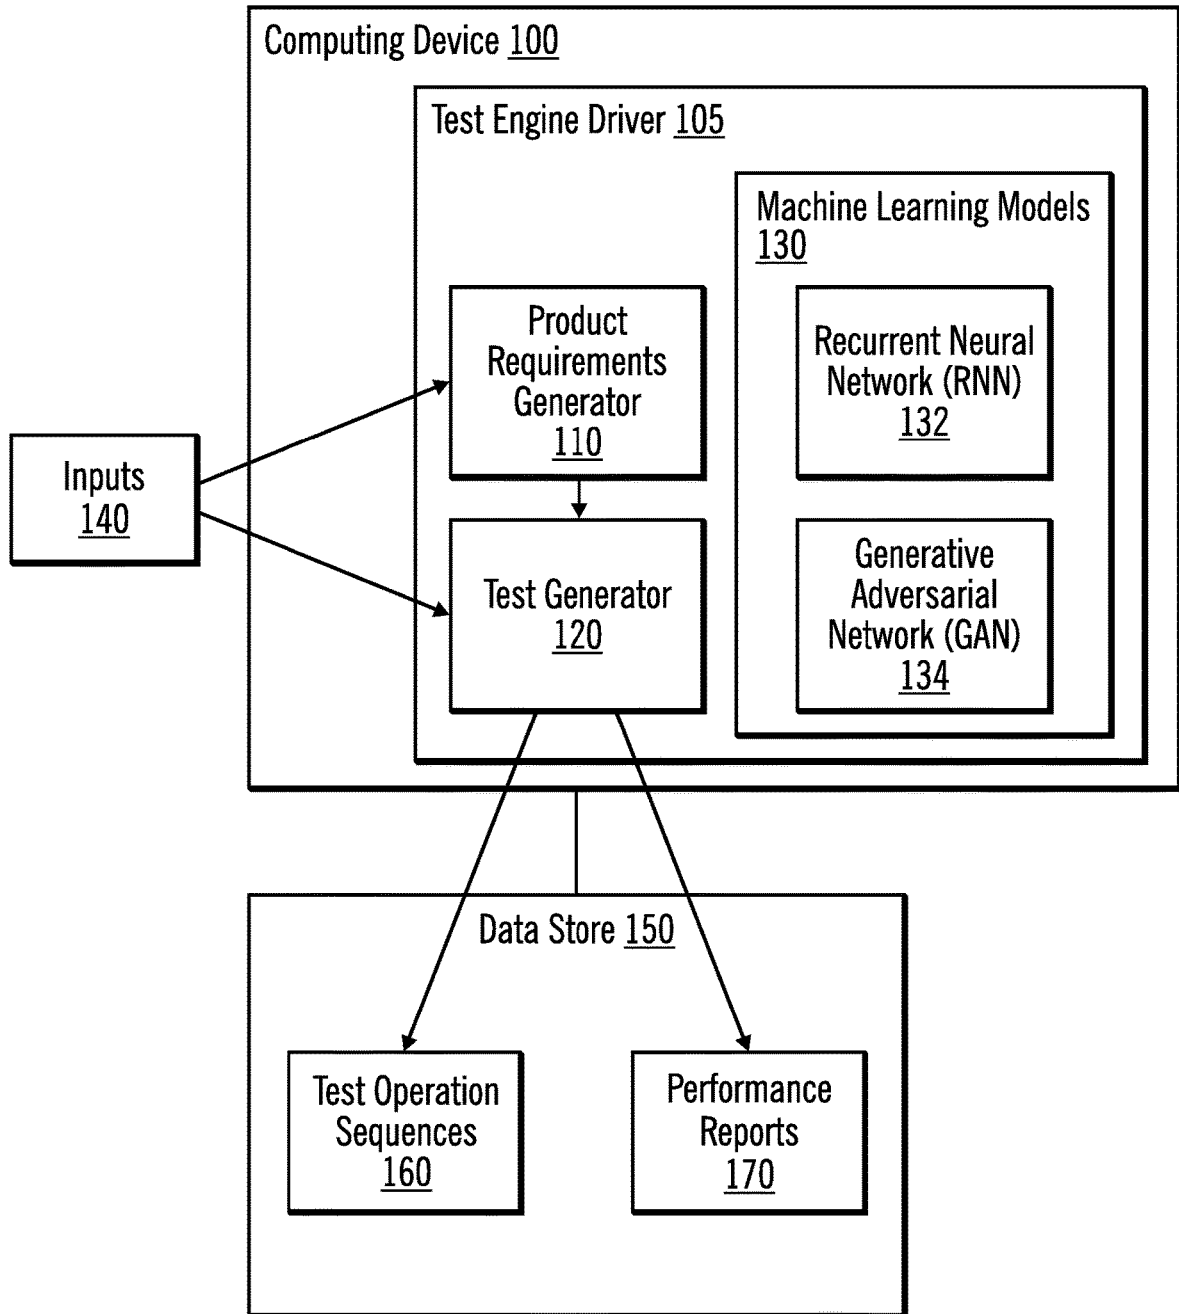 Computing Device 100
Test Engine Driver 105
Machine Learning Models
130
Product
Requirements
Generator
110
Recurrent Neural
Network (RNN)
132
Inputs
140
Test Generator
120
Generative
Adversarial
Network (GAN)
134
Data Store 150
Test Operation
Sequences
160
Performance
Reports
170